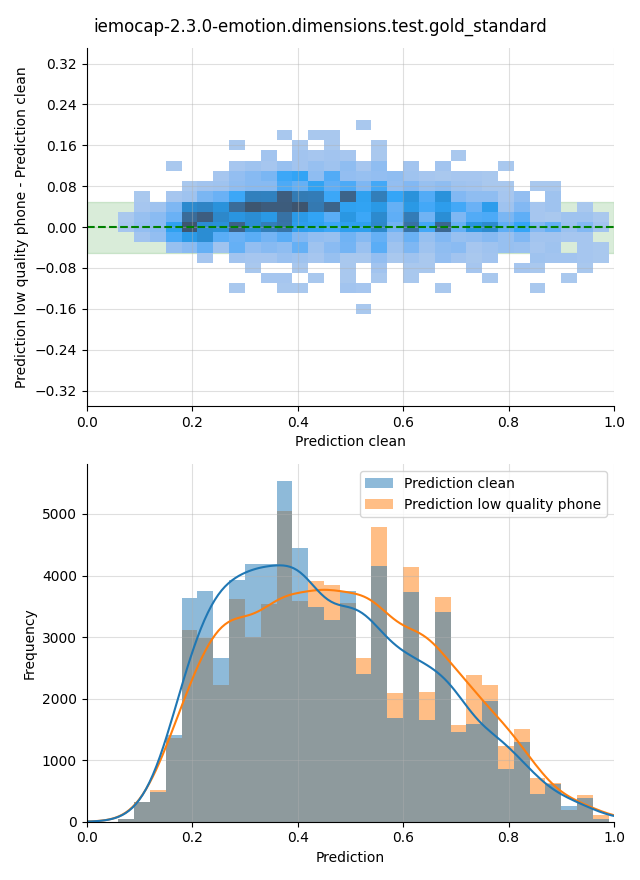 iemocap-2.3.0-emotion.dimensions.test.gold_standard
Prediction low quality phone - Prediction clean
0.32
0.24
0.16
0.08
0.00
−0.08
−0.16
−0.24
−0.32
0.0 0.2 0.4 0.6 0.8 1.0
Prediction clean
Prediction clean
Prediction low quality phone
Frequency
5000
4000
3000
2000
1000
0
0.0 0.2 0.4 0.6 0.8 1.0
Prediction